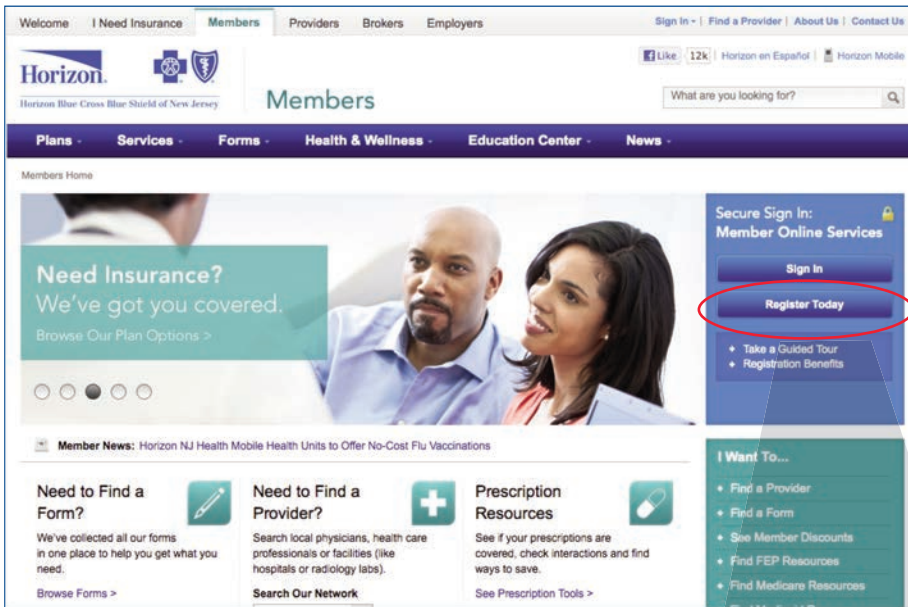 Welcome I Need Insurance Members Providers Brokers Employers Sign In - | Find a Provider | About Us | Contact Us
Like 12k | Horizon en Español | Horizon Mobile
Horizon.
Horizon Blue Cross Blue Shield of New Jersey
Members
What are you looking for?
Plans - Services - Forms - Health & Wellness - Education Center - News -
Members Home
Need Insurance?
We've got you covered.
Browse Our Plan Options >
Secure Sign In:
Member Online Services
Sign In
Register Today
Take a Guided Tour
Registration Benefits
Member News: Horizon NJ Health Mobile Health Units to Offer No-Cost Flu Vaccinations
Need to Find a
Form?
We've collected all our forms
in one place to help you get what you
need.
Browse Forms >
Need to Find a
Provider?
Search local physicians, health care
professionals or facilities (like
hospitals or radiology labs).
Search Our Network
Prescription
Resources
See if your prescriptions are
covered, check interactions and find
ways to save.
See Prescription Tools >
I Want To...
Find a Provider
Find a Form
See Member Discounts
Find FEP Resources
Find Medicare Resources